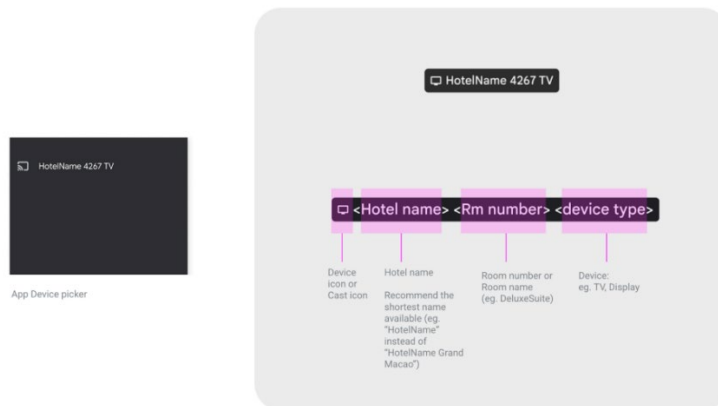 HotelName 4267 TV
App Device picker
HotelName 4267 TV
<Hotel name> <Rm number> <device type>
Device
icon or
Cast icon
Hotel name
Recommend the
shortest name
available (eg.
“HotelName”
instead of
“HotelName Grand
Macao”)
Room number or
Room name
(eg. DeluxeSuite)
Device:
eg. TV, Display